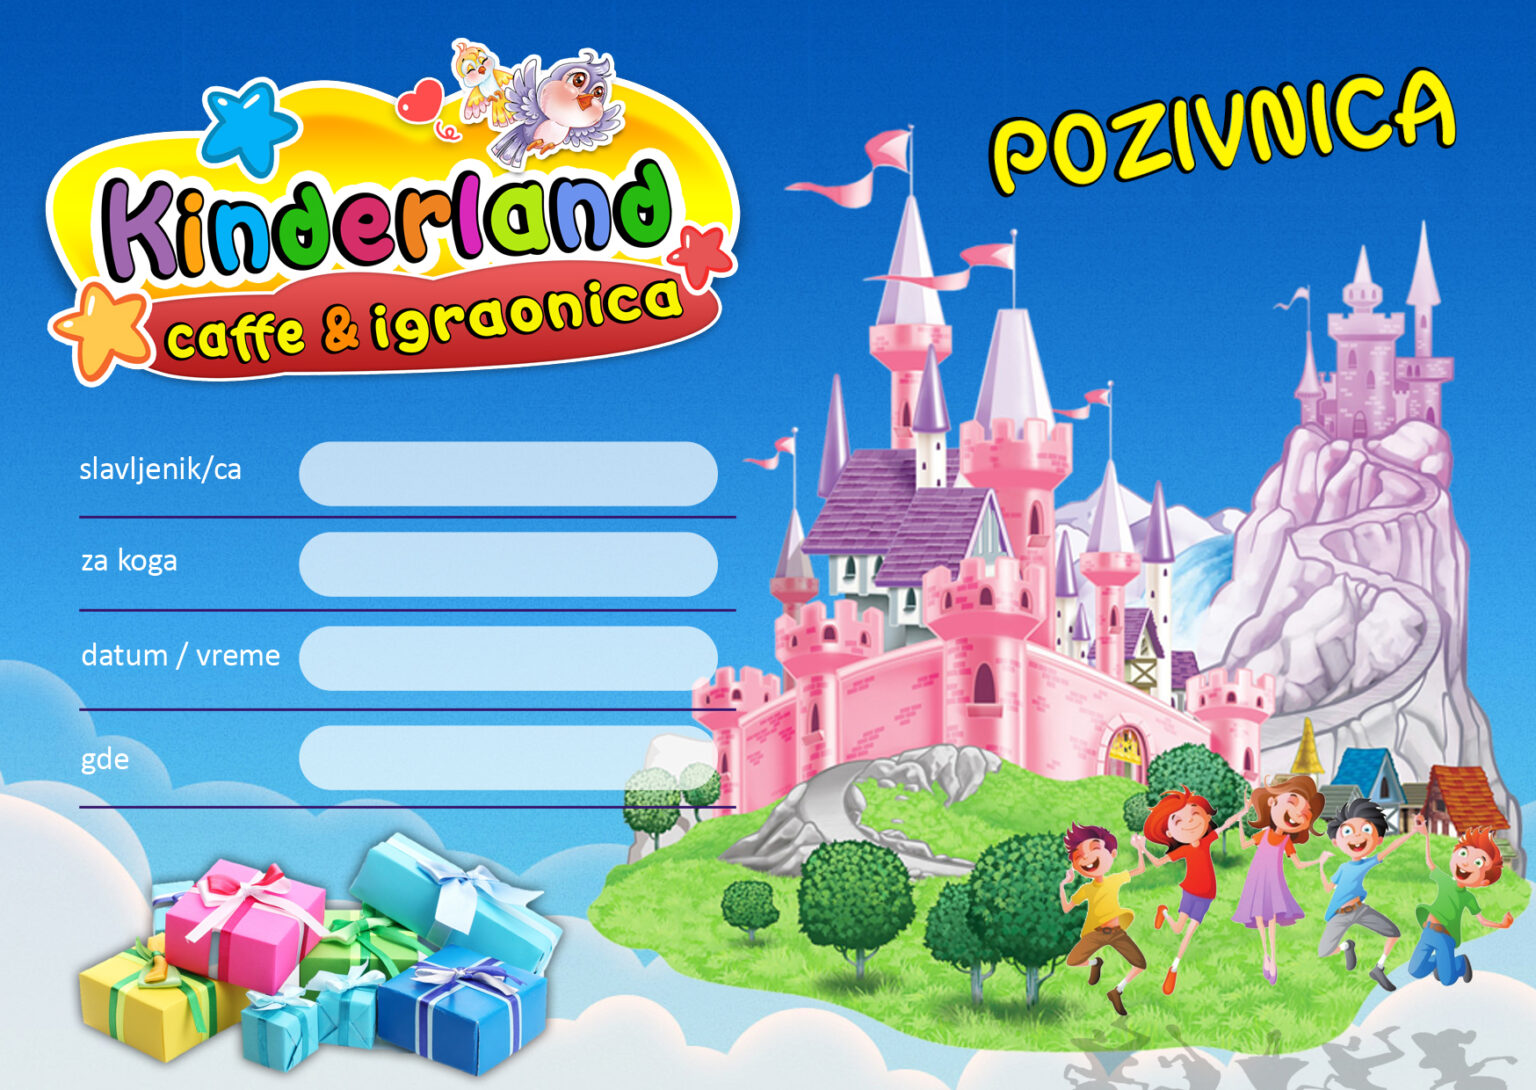 POZIVNICA
Kinderland
caffe & igraonica
slavljenik/ca
za koga
datum / vreme
gde